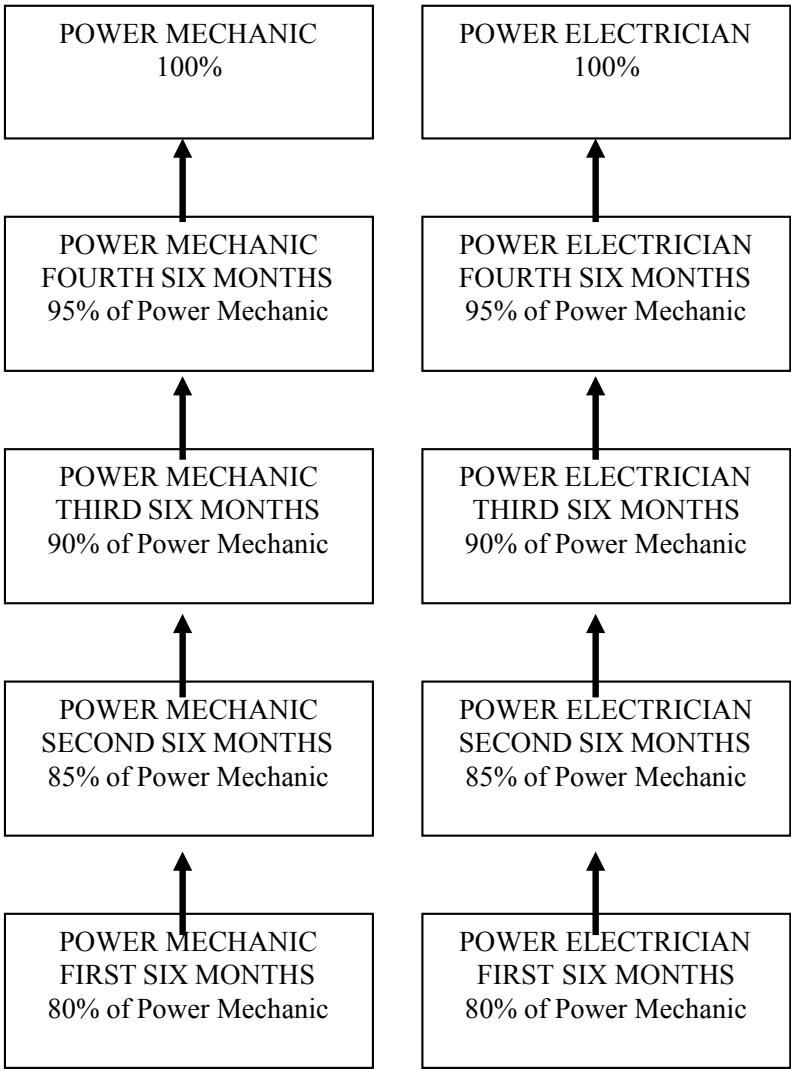 POWER MECHANIC
100%
POWER ELECTRICIAN
100%
POWER MECHANIC
FOURTH SIX MONTHS
95% of Power Mechanic
POWER ELECTRICIAN
FOURTH SIX MONTHS
95% of Power Mechanic
POWER MECHANIC
THIRD SIX MONTHS
90% of Power Mechanic
POWER ELECTRICIAN
THIRD SIX MONTHS
90% of Power Mechanic
POWER MECHANIC
SECOND SIX MONTHS
85% of Power Mechanic
POWER ELECTRICIAN
SECOND SIX MONTHS
85% of Power Mechanic
POWER MECHANIC
FIRST SIX MONTHS
80% of Power Mechanic
POWER ELECTRICIAN
FIRST SIX MONTHS
80% of Power Mechanic